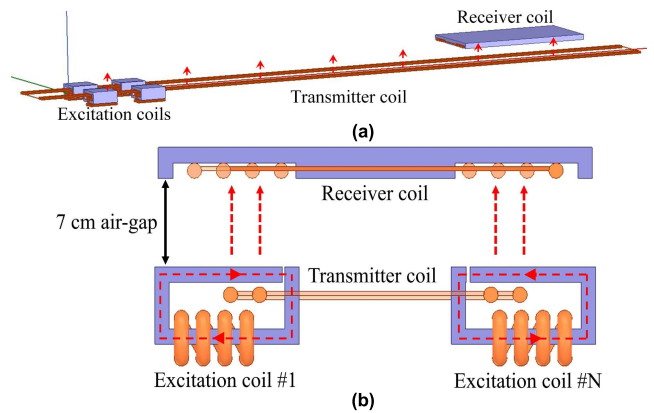 Receiver coil
Transmitter coil
Excitation coils
(a)
Receiver coil
7 cm air-gap
Transmitter coil
Excitation coil #1
Excitation coil #N
(b)